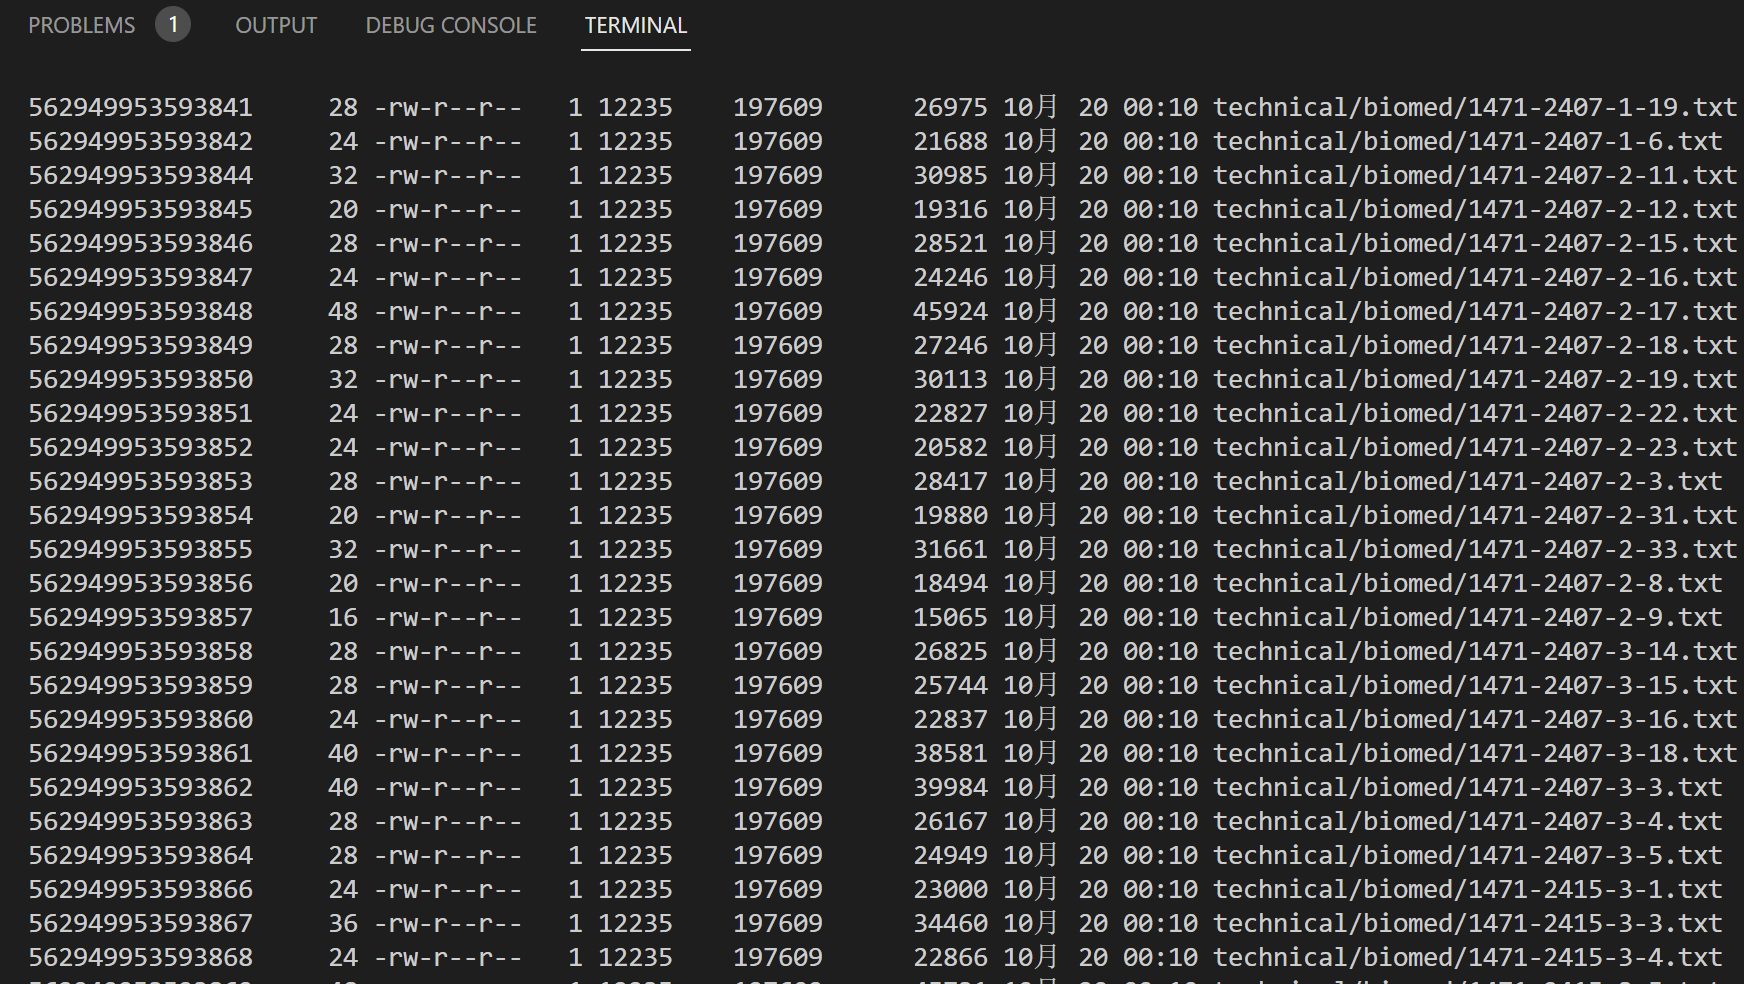 PROBLEMS 1 OUTPUT DEBUG CONSOLE TERMINAL
562949953593841 28 -rw-r--r-- 1 12235 197609 26975 10月 20 00:10 technical/biomed/1471-2407-1-19.txt
562949953593842 24 -rw-r--r-- 1 12235 197609 21688 10月 20 00:10 technical/biomed/1471-2407-1-6.txt
562949953593844 32 -rw-r--r-- 1 12235 197609 30985 10月 20 00:10 technical/biomed/1471-2407-2-11.txt
562949953593845 20 -rw-r--r-- 1 12235 197609 19316 10月 20 00:10 technical/biomed/1471-2407-2-12.txt
562949953593846 28 -rw-r--r-- 1 12235 197609 28521 10月 20 00:10 technical/biomed/1471-2407-2-15.txt
562949953593847 24 -rw-r--r-- 1 12235 197609 24246 10月 20 00:10 technical/biomed/1471-2407-2-16.txt
562949953593848 48 -rw-r--r-- 1 12235 197609 45924 10月 20 00:10 technical/biomed/1471-2407-2-17.txt
562949953593849 28 -rw-r--r-- 1 12235 197609 27246 10月 20 00:10 technical/biomed/1471-2407-2-18.txt
562949953593850 32 -rw-r--r-- 1 12235 197609 30113 10月 20 00:10 technical/biomed/1471-2407-2-19.txt
562949953593851 24 -rw-r--r-- 1 12235 197609 22827 10月 20 00:10 technical/biomed/1471-2407-2-22.txt
562949953593852 24 -rw-r--r-- 1 12235 197609 20582 10月 20 00:10 technical/biomed/1471-2407-2-23.txt
562949953593853 28 -rw-r--r-- 1 12235 197609 28417 10月 20 00:10 technical/biomed/1471-2407-2-3.txt
562949953593854 20 -rw-r--r-- 1 12235 197609 19880 10月 20 00:10 technical/biomed/1471-2407-2-31.txt
562949953593855 32 -rw-r--r-- 1 12235 197609 31661 10月 20 00:10 technical/biomed/1471-2407-2-33.txt
562949953593856 20 -rw-r--r-- 1 12235 197609 18494 10月 20 00:10 technical/biomed/1471-2407-2-8.txt
562949953593857 16 -rw-r--r-- 1 12235 197609 15065 10月 20 00:10 technical/biomed/1471-2407-2-9.txt
562949953593858 28 -rw-r--r-- 1 12235 197609 26825 10月 20 00:10 technical/biomed/1471-2407-3-14.txt
562949953593859 28 -rw-r--r-- 1 12235 197609 25744 10月 20 00:10 technical/biomed/1471-2407-3-15.txt
562949953593860 24 -rw-r--r-- 1 12235 197609 22837 10月 20 00:10 technical/biomed/1471-2407-3-16.txt
562949953593861 40 -rw-r--r-- 1 12235 197609 38581 10月 20 00:10 technical/biomed/1471-2407-3-18.txt
562949953593862 40 -rw-r--r-- 1 12235 197609 39984 10月 20 00:10 technical/biomed/1471-2407-3-3.txt
562949953593863 28 -rw-r--r-- 1 12235 197609 26167 10月 20 00:10 technical/biomed/1471-2407-3-4.txt
562949953593864 28 -rw-r--r-- 1 12235 197609 24949 10月 20 00:10 technical/biomed/1471-2407-3-5.txt
562949953593866 24 -rw-r--r-- 1 12235 197609 23000 10月 20 00:10 technical/biomed/1471-2415-3-1.txt
562949953593867 36 -rw-r--r-- 1 12235 197609 34460 10月 20 00:10 technical/biomed/1471-2415-3-3.txt
562949953593868 24 -rw-r--r-- 1 12235 197609 22866 10月 20 00:10 technical/biomed/1471-2415-3-4.txt